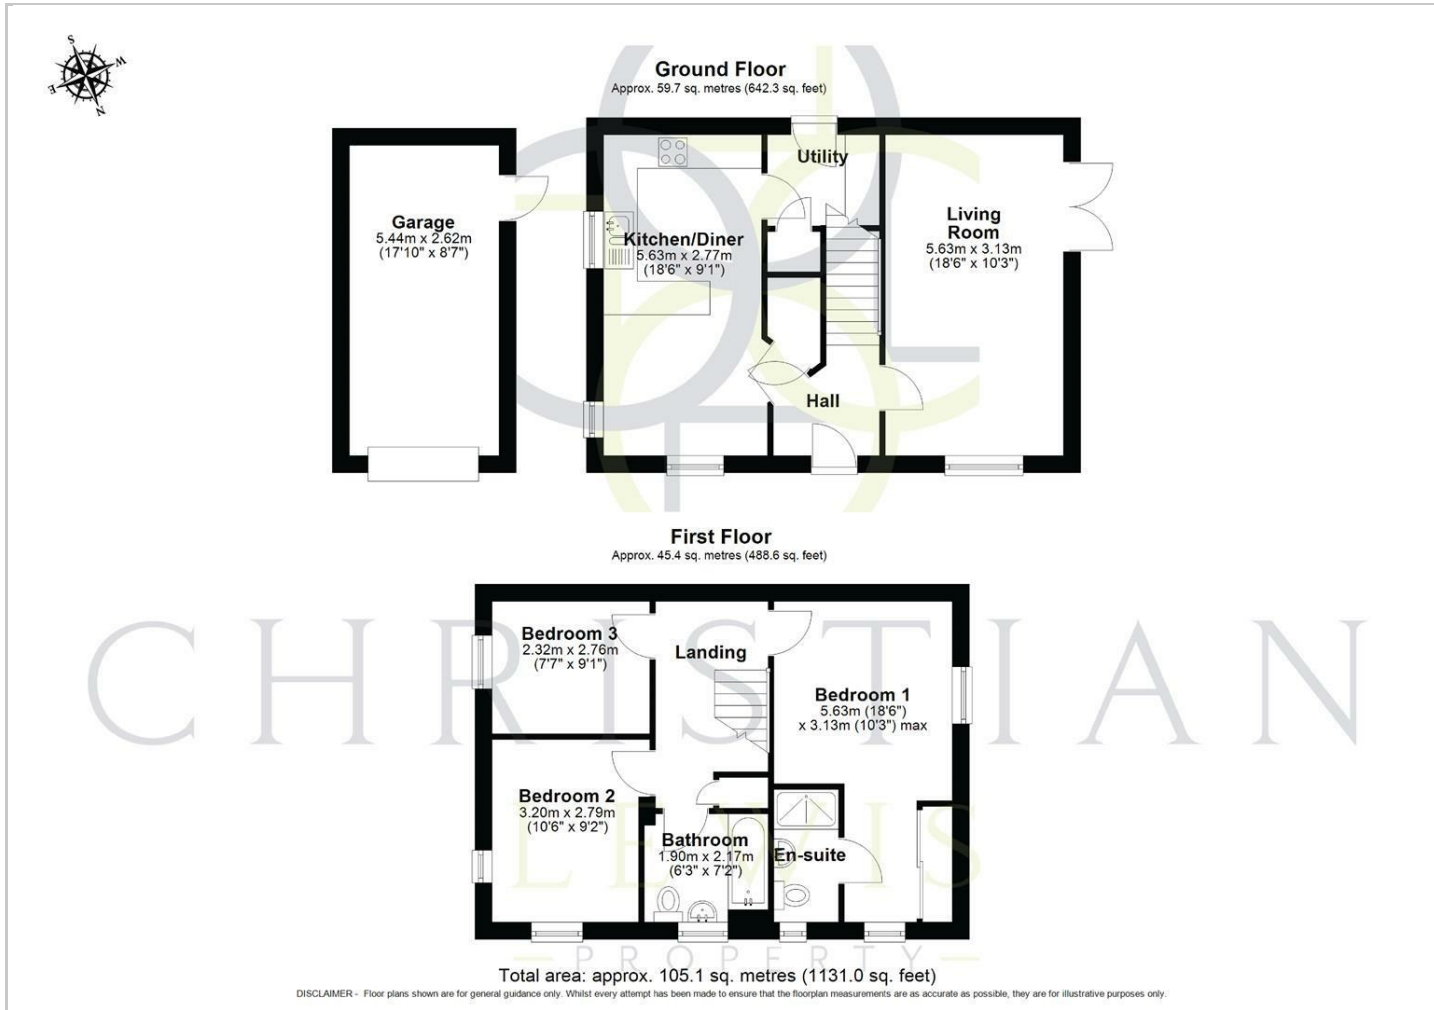 S
W
E
N
Ground Floor
Approx. 59.7 sq. metres (642.3 sq. feet)
Garage
5.44m x 2.62m
(17'10" x 8'7")
Kitchen/Diner
5.63m x 2.77m
(18'6" x 9'1")
Utility
Living
Room
5.63m x 3.13m
(18'6" x 10'3")
Hall
First Floor
Approx. 45.4 sq. metres (488.6 sq. feet)
CHRISTIAN
LEWIS
PROPERTY
Bedroom 3
2.32m x 2.76m
(7'7" x 9'1")
Landing
Bedroom 1
5.63m (18'6")
x 3.13m (10'3") max
Bedroom 2
3.20m x 2.79m
(10'6" x 9'2")
Bathroom
1.90m x 2.17m
(6'3" x 7'2")
En-suite
Total area: approx. 105.1 sq. metres (1131.0 sq. feet)
DISCLAIMER - Floor plans shown are for general guidance only. Whilst every attempt has been made to ensure that the floorplan measurements are as accurate as possible, they are for illustrative purposes only.